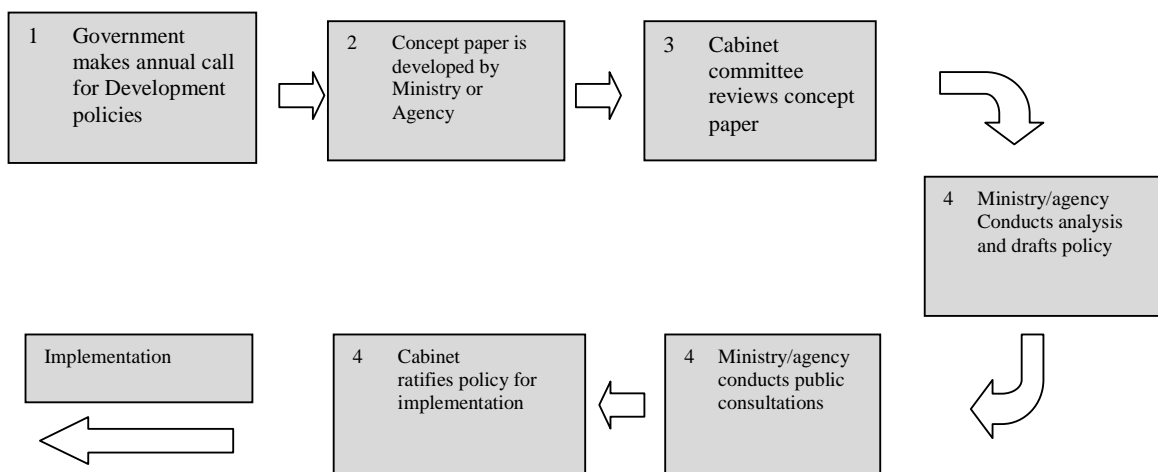 1 Government
makes annual call
for Development
policies
2 Concept paper is
developed by
Ministry or
Agency
3 Cabinet
committee
reviews concept
paper
4 Ministry/agency
Conducts analysis
and drafts policy
4 Ministry/agency
conducts public
consultations
4 Cabinet
ratifies policy for
implementation
Implementation